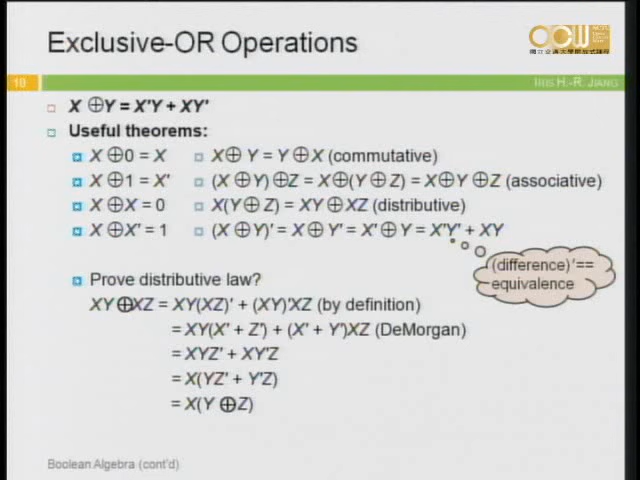 Exclusive-OR Operations
OCW
國立交通大學開放式課程
19
IRIS H.-R. JIANG
X ⊕Y = X'Y + XY'
Useful theorems:
X ⊕0 = X
X⊕ Y = Y ⊕X (commutative)
X ⊕1 = X'
(X ⊕Y) ⊕Z = X ⊕(Y ⊕Z) = X ⊕Y ⊕Z (associative)
X ⊕X = 0
X(Y ⊕Z) = XY ⊕XZ (distributive)
X ⊕X' = 1
(X ⊕Y)' = X ⊕Y' = X' ⊕Y = X'Y' + XY
(difference)'==
equivalence
Prove distributive law?
XY ⊕XZ = XY(XZ)' + (XY)'XZ (by definition)
= XY(X' + Z') + (X' + Y')XZ (DeMorgan)
= XYZ' + XY'Z
= X(YZ' + Y'Z)
= X(Y ⊕Z)
Boolean Algebra (cont'd)